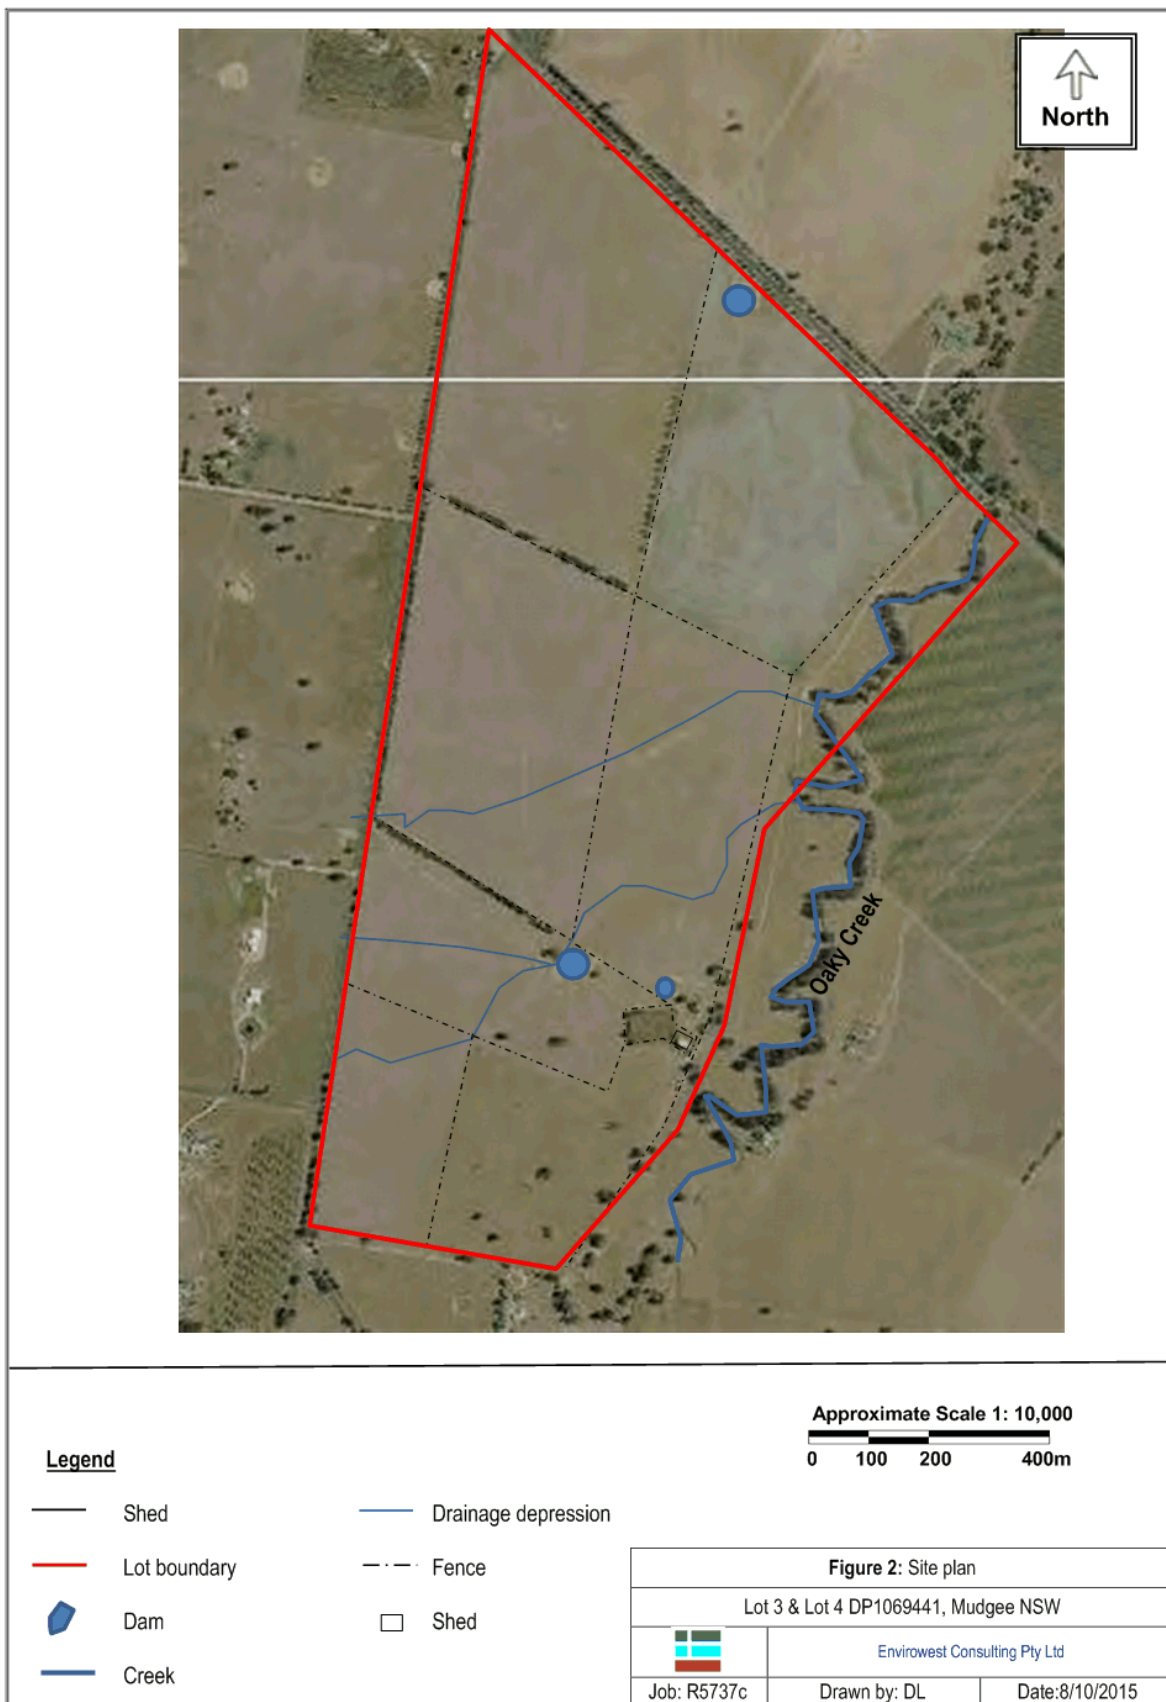 North
Oaky Creek
Approximate Scale 1: 10,000
0 100 200 400m
Legend
Shed
Drainage depression
Lot boundary
Fence
Dam
Shed
Creek
Figure 2: Site plan
Lot 3 & Lot 4 DP1069441, Mudgee NSW
Envirowest Consulting Pty Ltd
Job: R5737c
Drawn by: DL
Date:8/10/2015